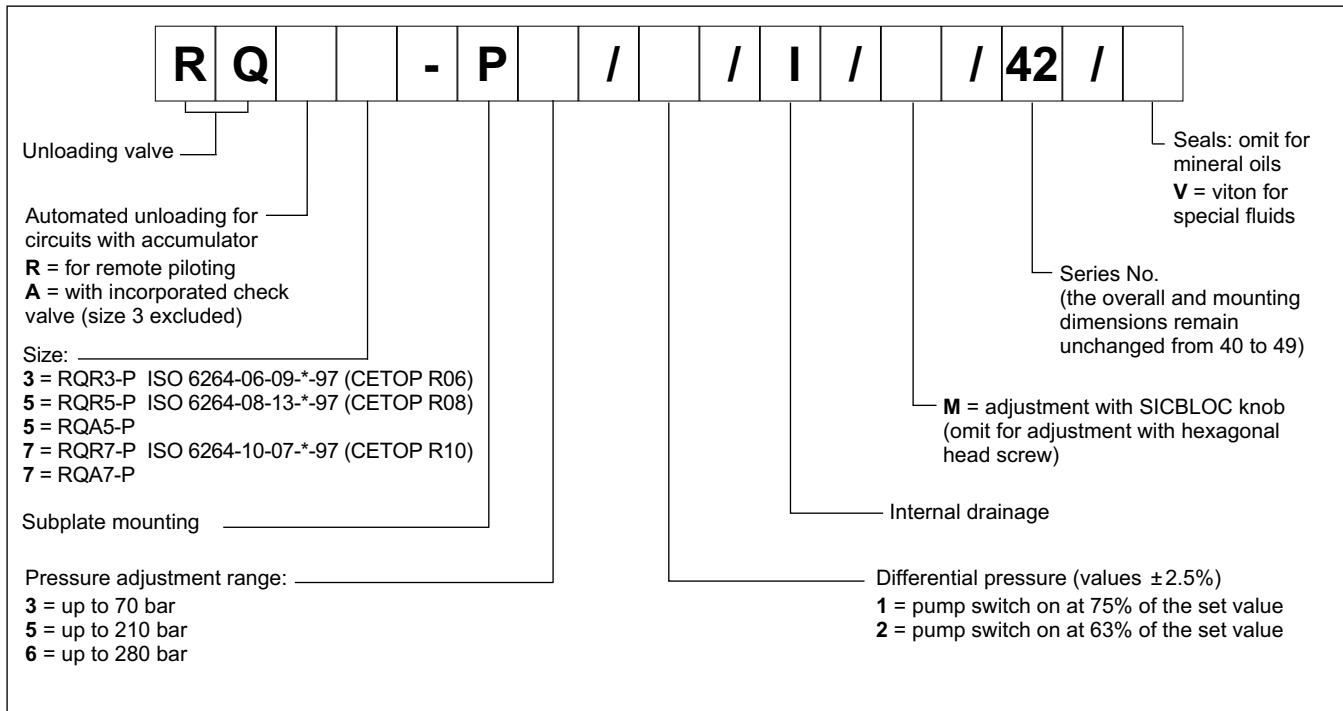 R Q - P / / I / / 42 /
Unloading valve
Automated unloading for
circuits with accumulator
R = for remote piloting
A = with incorporated check
valve (size 3 excluded)
Size:
3 = RQR3-P ISO 6264-06-09-*-97 (CETOP R06)
5 = RQR5-P ISO 6264-08-13-*-97 (CETOP R08)
5 = RQA5-P
7 = RQR7-P ISO 6264-10-07-*-97 (CETOP R10)
7 = RQA7-P
Subplate mounting
Pressure adjustment range:
3 = up to 70 bar
5 = up to 210 bar
6 = up to 280 bar
Seals: omit for
mineral oils
V = viton for
special fluids
Series No.
(the overall and mounting
dimensions remain
unchanged from 40 to 49)
M = adjustment with SICBLOC knob
(omit for adjustment with hexagonal
head screw)
Internal drainage
Differential pressure (values ±2.5%)
1 = pump switch on at 75% of the set value
2 = pump switch on at 63% of the set value